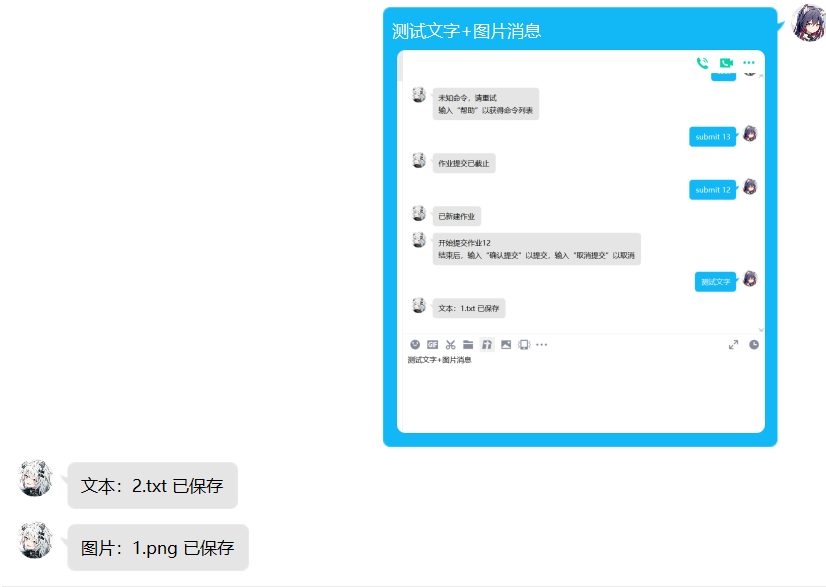 测试文字+图片消息
未知命令，请重试
输入“帮助”以获得命令列表
submit 13
作业提交已截止
submit 12
已新建作业
开始提交作业12
结束后，输入“确认提交”以提交，输入“取消提交”以取消
测试文字
文本：1.txt 已保存
GIF
测试文字+图片消息
文本：2.txt 已保存
图片：1.png 已保存